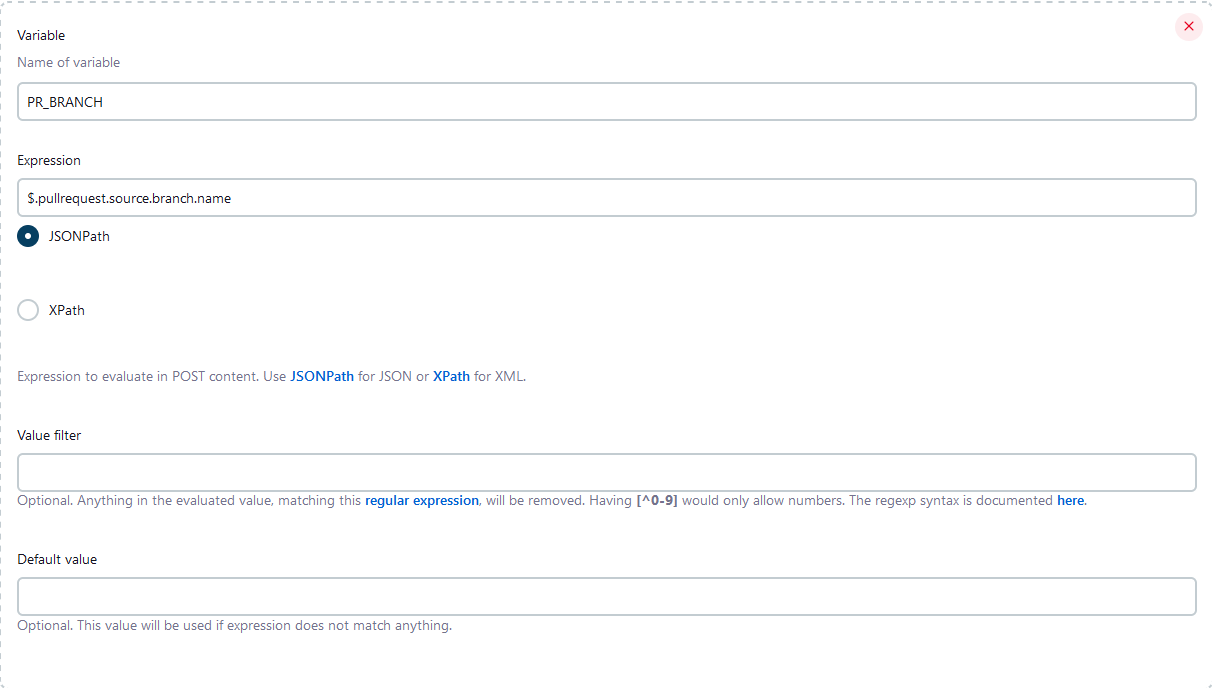 Variable
Name of variable
PR_BRANCH
Expression
$.pullrequest.source.branch.name
JSONPath
XPath
Expression to evaluate in POST content. Use JSONPath for JSON or XPath for XML.
Value filter
Optional. Anything in the evaluated value, matching this regular expression, will be removed. Having [^0-9] would only allow numbers. The regexp syntax is documented here.
Default value
Optional. This value will be used if expression does not match anything.